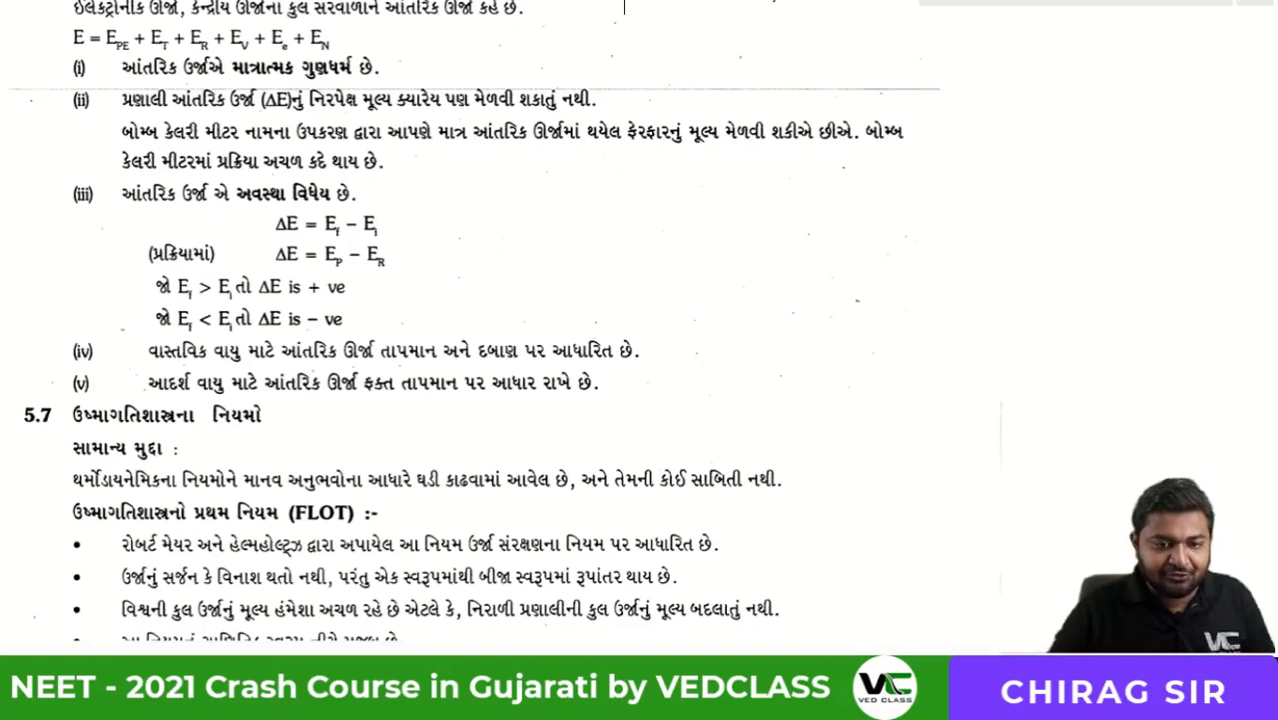 ઈલેક્ટ્રોનીક ઊર્જા, કેન્દ્રીય ઊર્જાના કુલ સરવાળાને આંતરિક ઊર્જા કહે છે.
E = E_PE + E_T + E_R + E_V + E_e + E_N
(i) આંતરિક ઉર્જાએ માત્રાત્મક ગુણધર્મ છે.
(ii) પ્રણાલી આંતરિક ઉર્જા (ΔE)નું નિરપેક્ષ મૂલ્ય ક્યારેય પણ મેળવી શકાતું નથી.
બોમ્બ કેલરી મીટર નામના ઉપકરણ દ્વારા આપણે માત્ર આંતરિક ઊર્જામાં થયેલ ફેરફારનું મૂલ્ય મેળવી શકીએ છીએ. બોમ્બ
કેલરી મીટરમાં પ્રક્રિયા અચળ કદે થાય છે.
(iii) આંતરિક ઉર્જા એ અવસ્થા વિધેય છે.
ΔE = E_f − E_i
(પ્રક્રિયામાં) ΔE = E_P − E_R
જો E_f > E_i તો ΔE is + ve
જો E_f < E_i તો ΔE is − ve
(iv) વાસ્તવિક વાયુ માટે આંતરિક ઊર્જા તાપમાન અને દબાણ પર આધારિત છે.
(v) આદર્શ વાયુ માટે આંતરિક ઊર્જા ફક્ત તાપમાન પર આધાર રાખે છે.
5.7 ઉષ્માગતિશાસ્ત્રના નિયમો
સામાન્ય મુદ્દા :
થર્મોડાયનેમિકના નિયમોને માનવ અનુભવોના આધારે ઘડી કાઢવામાં આવેલ છે, અને તેમની કોઈ સાબિતી નથી.
ઉષ્માગતિશાસ્ત્રનો પ્રથમ નિયમ (FLOT) :-
• રોબર્ટ મેયર અને હેલ્મહોલ્ટ્ઝ દ્વારા અપાયેલ આ નિયમ ઉર્જા સંરક્ષણના નિયમ પર આધારિત છે.
• ઉર્જાનું સર્જન કે વિનાશ થતો નથી, પરંતુ એક સ્વરૂપમાંથી બીજા સ્વરૂપમાં રૂપાંતર થાય છે.
• વિશ્વની કુલ ઉર્જાનું મૂલ્ય હંમેશા અચળ રહે છે એટલે કે, નિરાળી પ્રણાલીની કુલ ઉર્જાનું મૂલ્ય બદલાતું નથી.
VC
NEET - 2021 Crash Course in Gujarati by VEDCLASS
VC
VED CLASS
CHIRAG SIR